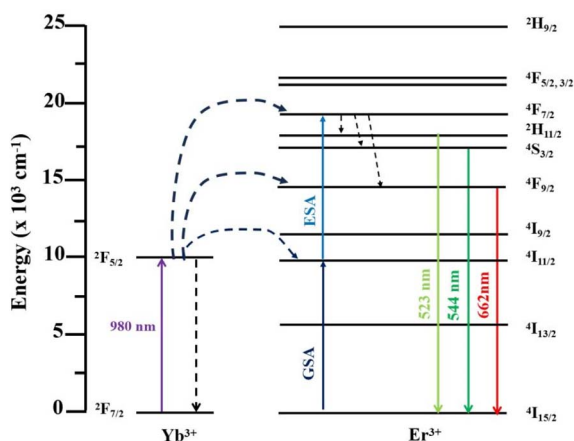 25
20
15
10
5
0
Energy (x 10³ cm⁻¹)
²F₅/₂
²F₇/₂
980 nm
Yb³⁺
GSA
ESA
523 nm
544 nm
662nm
²H₉/₂
⁴F₅/₂, ₃/₂
⁴F₇/₂
²H₁₁/₂
⁴S₃/₂
⁴F₉/₂
⁴I₉/₂
⁴I₁₁/₂
⁴I₁₃/₂
⁴I₁₅/₂
Er³⁺